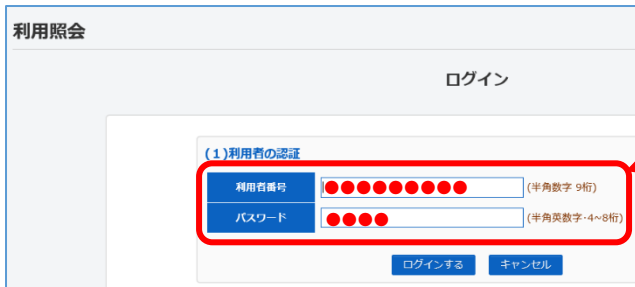 利用照会
ログイン
(1)利用者の認証
利用者番号 ●●●●●●●●● (半角数字 9桁)
パスワード ●●●● (半角英数字・4~8桁)
ログインする キャンセル